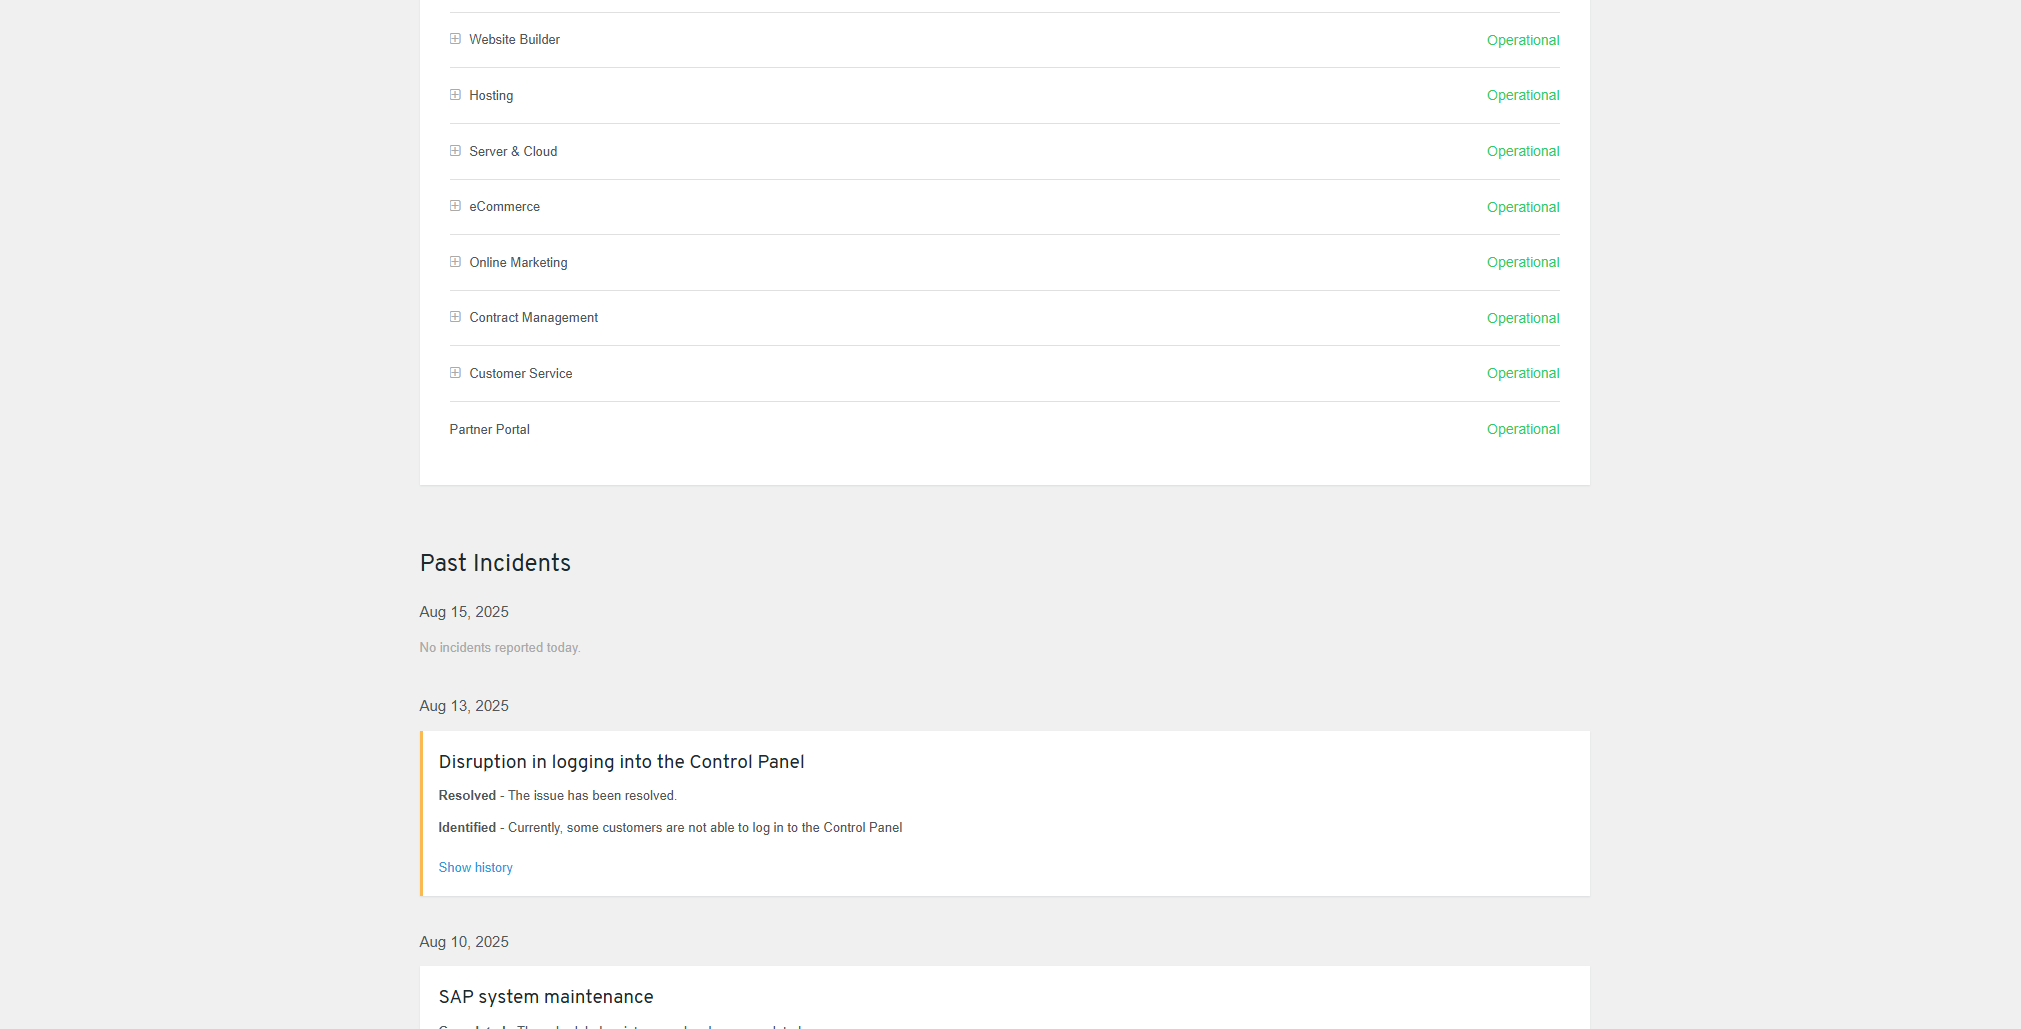 Website Builder Operational
Hosting Operational
Server & Cloud Operational
eCommerce Operational
Online Marketing Operational
Contract Management Operational
Customer Service Operational
Partner Portal Operational
Past Incidents
Aug 15, 2025
No incidents reported today.
Aug 13, 2025
Disruption in logging into the Control Panel
Resolved - The issue has been resolved.
Identified - Currently, some customers are not able to log in to the Control Panel
Show history
Aug 10, 2025
SAP system maintenance